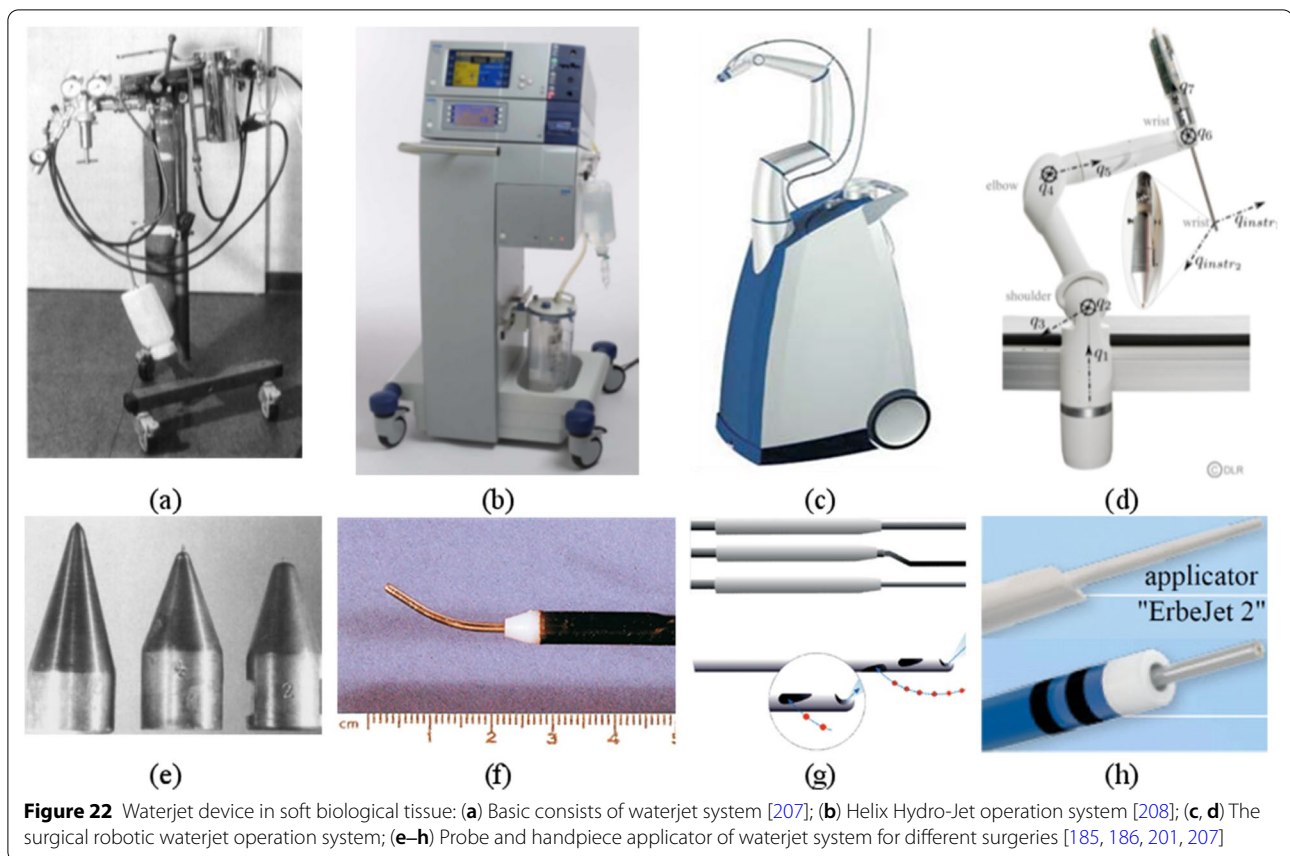 (a)
(b)
wrist
q7
q6
elbow
q4
q5
wrist
qinstr1
qinstr2
shoulder
q2
q3
q1
© DLR
(c)
(d)
2
cm 1 2 3 4 5
applicator
"ErbeJet 2"
(e)
(f)
(g)
(h)
Figure 22 Waterjet device in soft biological tissue: (a) Basic consists of waterjet system [207]; (b) Helix Hydro-Jet operation system [208]; (c, d) The
surgical robotic waterjet operation system; (e–h) Probe and handpiece applicator of waterjet system for different surgeries [185, 186, 201, 207]